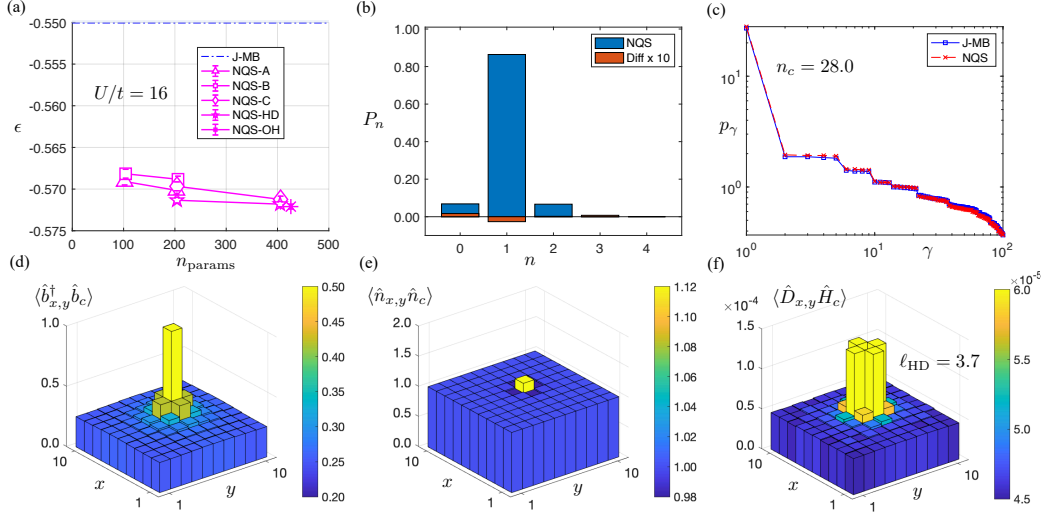 (a)
-0.550
-0.555
-0.560
-0.565
-0.570
-0.575
ϵ
U/t = 16
J-MB
NQS-A
NQS-B
NQS-C
NQS-HD
NQS-OH
0 100 200 300 400 500
n_params
(b)
1.00
0.80
0.60
0.40
0.20
0.00
P_n
NQS
Diff x 10
0 1 2 3 4
n
(c)
10^1
10^0
p_γ
n_c = 28.0
J-MB
NQS
10^0 10^1 10^2
γ
(d)
⟨b̂†_{x,y} b̂_c⟩
1.0
0.5
0.0
10
x
1
1
y
10
0.50
0.45
0.40
0.35
0.30
0.25
0.20
(e)
⟨n̂_{x,y} n̂_c⟩
2.0
1.5
1.0
0.5
0.0
10
x
1
1
y
10
1.12
1.10
1.08
1.06
1.04
1.02
1.00
0.98
(f)
⟨D̂_{x,y} Ĥ_c⟩
×10^-4
1.5
1.0
0.5
0.0
ℓ_HD = 3.7
10
x
1
1
y
10
6.0 ×10^-5
5.5
5.0
4.5